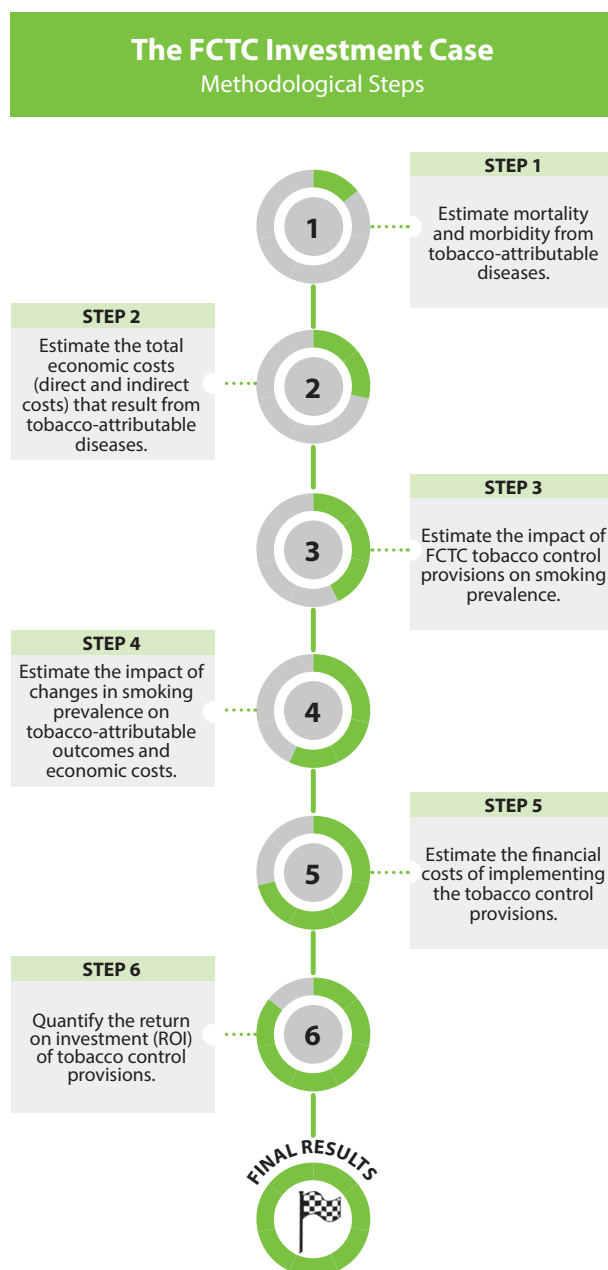 The FCTC Investment Case
Methodological Steps
1
STEP 1
Estimate mortality
and morbidity from
tobacco-attributable
diseases.
STEP 2
Estimate the total
economic costs
(direct and indirect
costs) that result from
tobacco-attributable
diseases.
2
3
STEP 3
Estimate the impact of
FCTC tobacco control
provisions on smoking
prevalence.
STEP 4
Estimate the impact of
changes in smoking
prevalence on
tobacco-attributable
outcomes and
economic costs.
4
5
STEP 5
Estimate the financial
costs of implementing
the tobacco control
provisions.
STEP 6
Quantify the return
on investment (ROI)
of tobacco control
provisions.
6
FINAL RESULTS